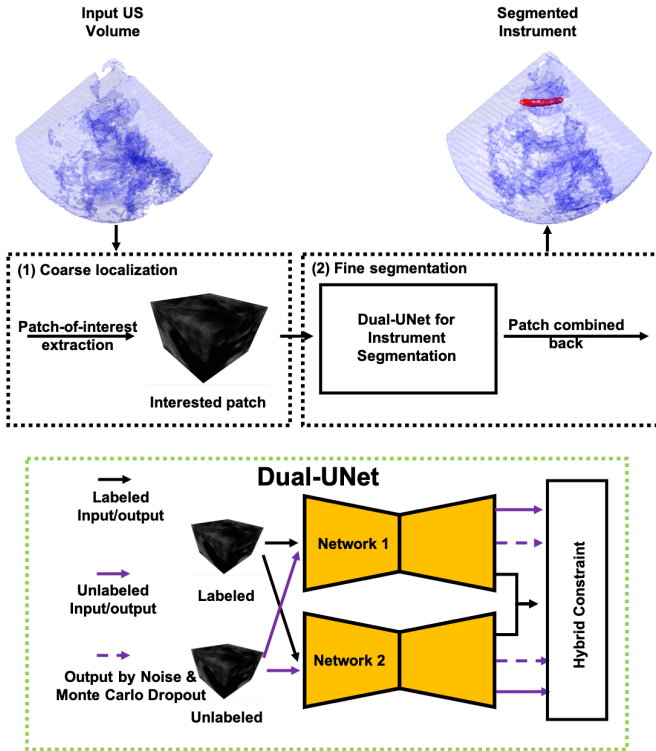 Input US
Volume
Segmented
Instrument
(1) Coarse localization
Patch-of-interest
extraction
Interested patch
(2) Fine segmentation
Dual-UNet for
Instrument
Segmentation
Patch combined
back
Dual-UNet
Labeled
Input/output
Unlabeled
Input/output
Output by Noise &
Monte Carlo Dropout
Labeled
Unlabeled
Network 1
Network 2
Hybrid Constraint